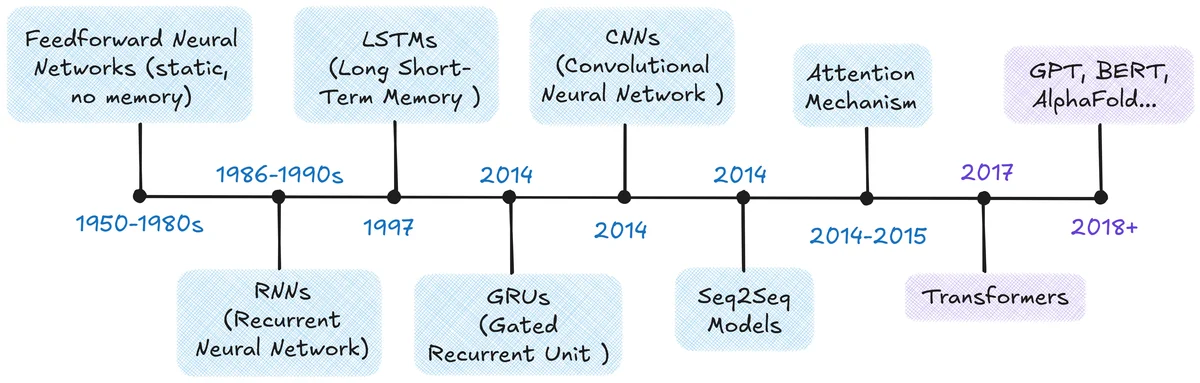 Feedforward Neural
Networks (static,
no memory)
1950-1980s
1986-1990s
RNNs
(Recurrent
Neural Network)
LSTMs
(Long Short-
Term Memory )
1997
2014
GRUs
(Gated
Recurrent Unit )
CNNs
(Convolutional
Neural Network )
2014
2014
Seq2Seq
Models
Attention
Mechanism
2014-2015
2017
Transformers
GPT, BERT,
AlphaFold...
2018+